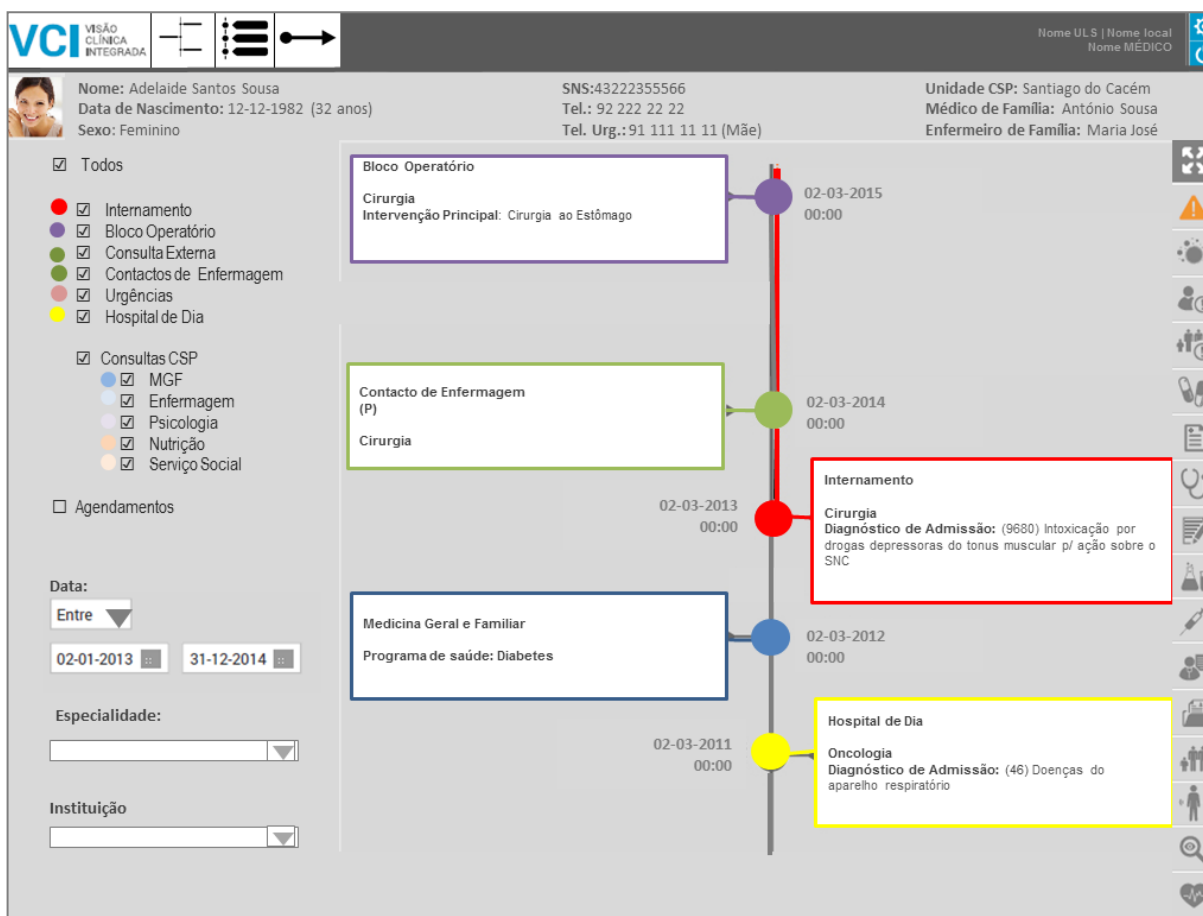 VCI VISÃO
CLÍNICA
INTEGRADA
Nome ULS | Nome local
Nome MÉDICO
Nome: Adelaide Santos Sousa
Data de Nascimento: 12-12-1982 (32 anos)
Sexo: Feminino
SNS:43222355566
Tel.: 92 222 22 22
Tel. Urg.: 91 111 11 11 (Mãe)
Unidade CSP: Santiago do Cacém
Médico de Família: António Sousa
Enfermeiro de Família: Maria José
Todos
Internamento
Bloco Operatório
Consulta Externa
Contactos de Enfermagem
Urgências
Hospital de Dia
Consultas CSP
MGF
Enfermagem
Psicologia
Nutrição
Serviço Social
Agendamentos
Data:
Entre
02-01-2013
31-12-2014
Especialidade:
Instituição
Bloco Operatório
Cirurgia
Intervenção Principal: Cirurgia ao Estômago
02-03-2015
00:00
Contacto de Enfermagem
(P)
Cirurgia
02-03-2014
00:00
02-03-2013
00:00
Internamento
Cirurgia
Diagnóstico de Admissão: (9680) Intoxicação por
drogas depressoras do tonus muscular p/ ação sobre o
SNC
Medicina Geral e Familiar
Programa de saúde: Diabetes
02-03-2012
00:00
02-03-2011
00:00
Hospital de Dia
Oncologia
Diagnóstico de Admissão: (46) Doenças do
aparelho respiratório